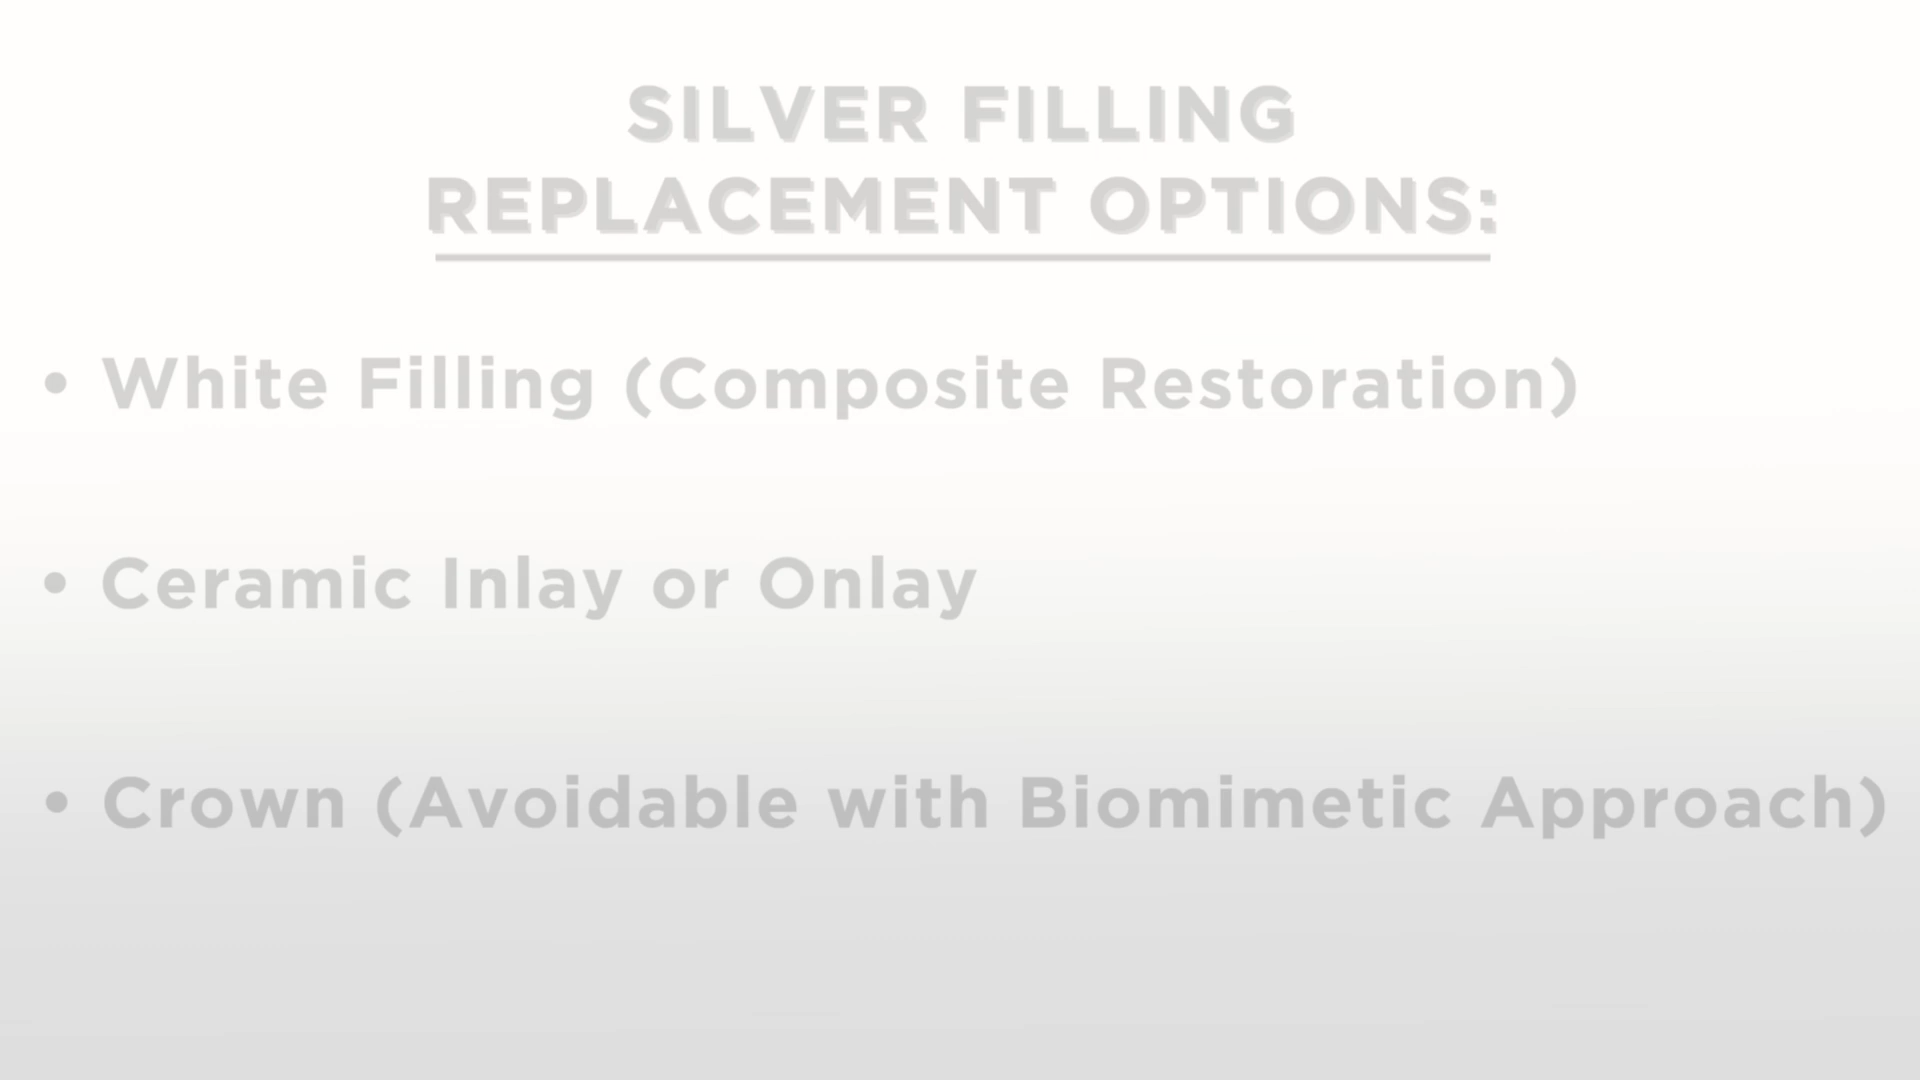 SILVER FILLING
REPLACEMENT OPTIONS:
• White Filling (Composite Restoration)
• Ceramic Inlay or Onlay
• Crown (Avoidable with Biomimetic Approach)